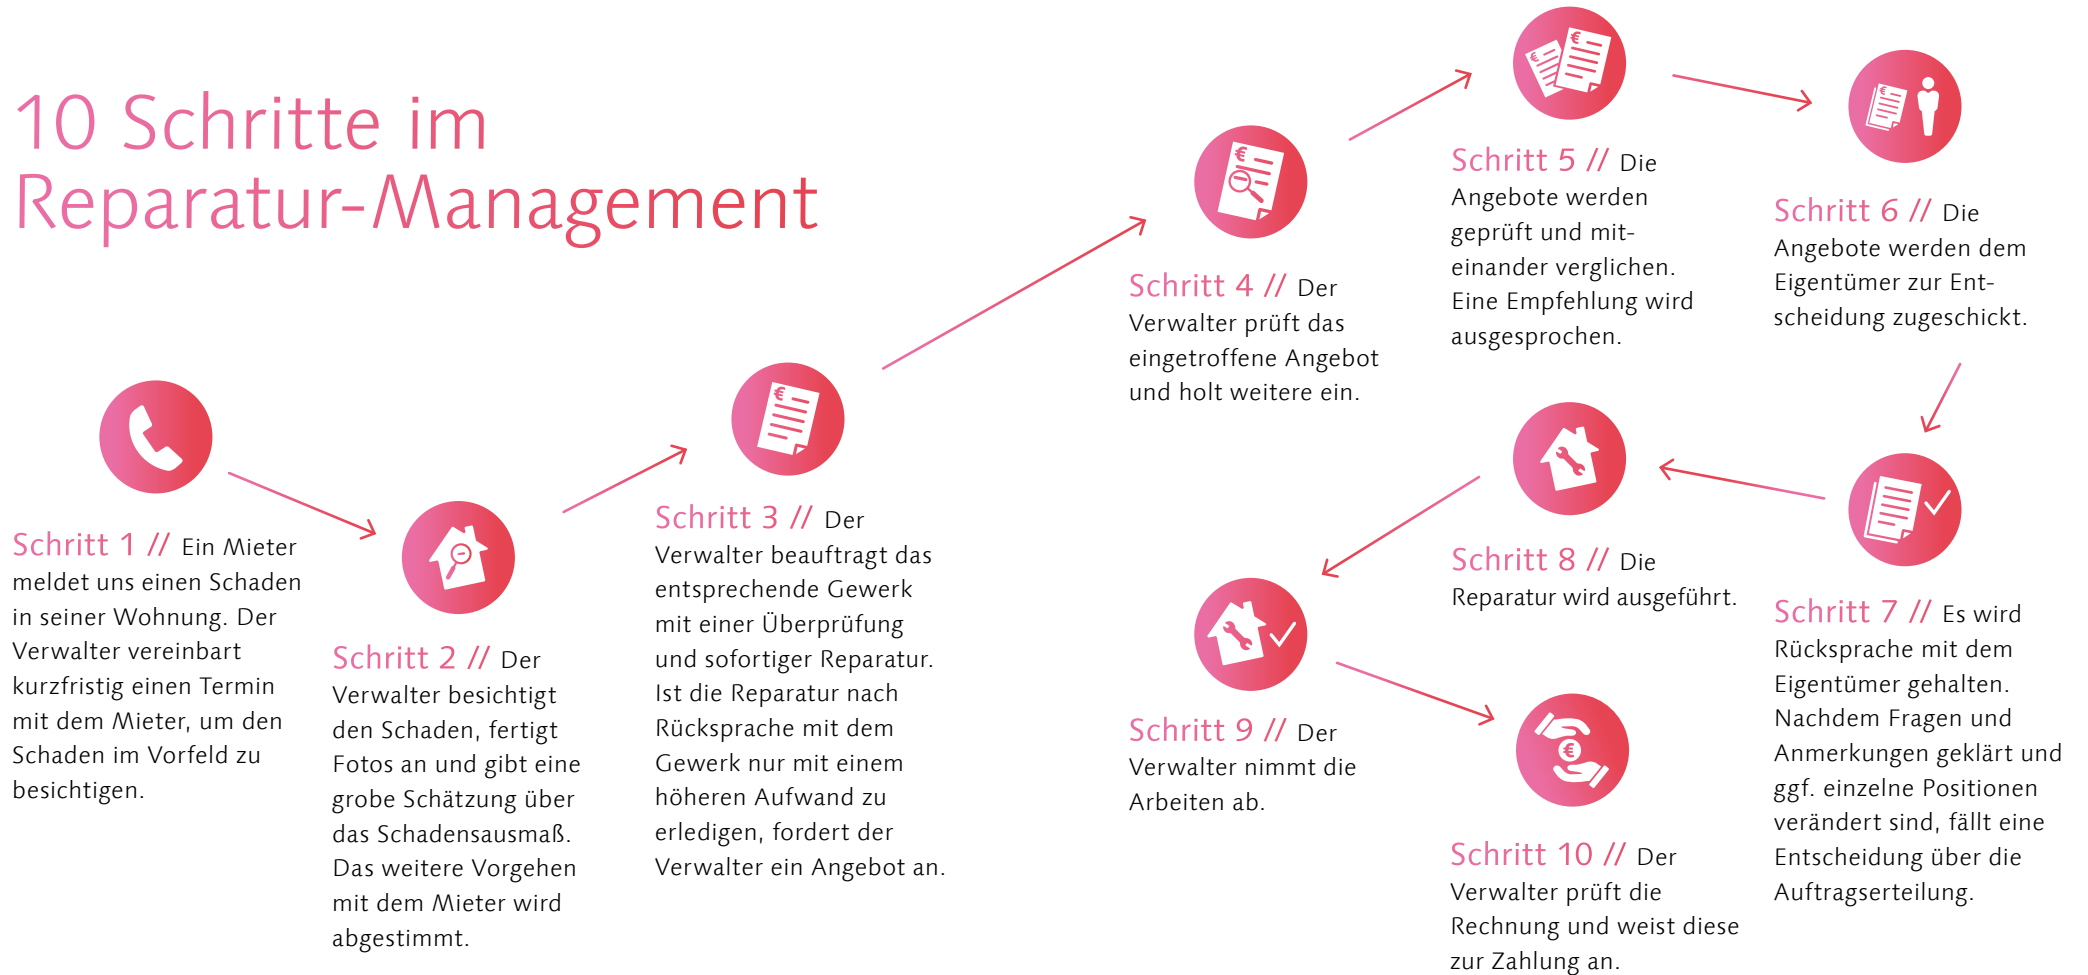 10 Schritte im
Reparatur-Management
Schritt 1 // Ein Mieter
meldet uns einen Schaden
in seiner Wohnung. Der
Verwalter vereinbart
kurzfristig einen Termin
mit dem Mieter, um den
Schaden im Vorfeld zu
besichtigen.
Schritt 2 // Der
Verwalter besichtigt
den Schaden, fertigt
Fotos an und gibt eine
grobe Schätzung über
das Schadensausmaß.
Das weitere Vorgehen
mit dem Mieter wird
abgestimmt.
Schritt 3 // Der
Verwalter beauftragt das
entsprechende Gewerk
mit einer Überprüfung
und sofortiger Reparatur.
Ist die Reparatur nach
Rücksprache mit dem
Gewerk nur mit einem
höheren Aufwand zu
erledigen, fordert der
Verwalter ein Angebot an.
Schritt 4 // Der
Verwalter prüft das
eingetroffene Angebot
und holt weitere ein.
Schritt 5 // Die
Angebote werden
geprüft und mit-
einander verglichen.
Eine Empfehlung wird
ausgesprochen.
Schritt 6 // Die
Angebote werden dem
Eigentümer zur Ent-
scheidung zugeschickt.
Schritt 7 // Es wird
Rücksprache mit dem
Eigentümer gehalten.
Nachdem Fragen und
Anmerkungen geklärt und
ggf. einzelne Positionen
verändert sind, fällt eine
Entscheidung über die
Auftragserteilung.
Schritt 8 // Die
Reparatur wird ausgeführt.
Schritt 9 // Der
Verwalter nimmt die
Arbeiten ab.
Schritt 10 // Der
Verwalter prüft die
Rechnung und weist diese
zur Zahlung an.